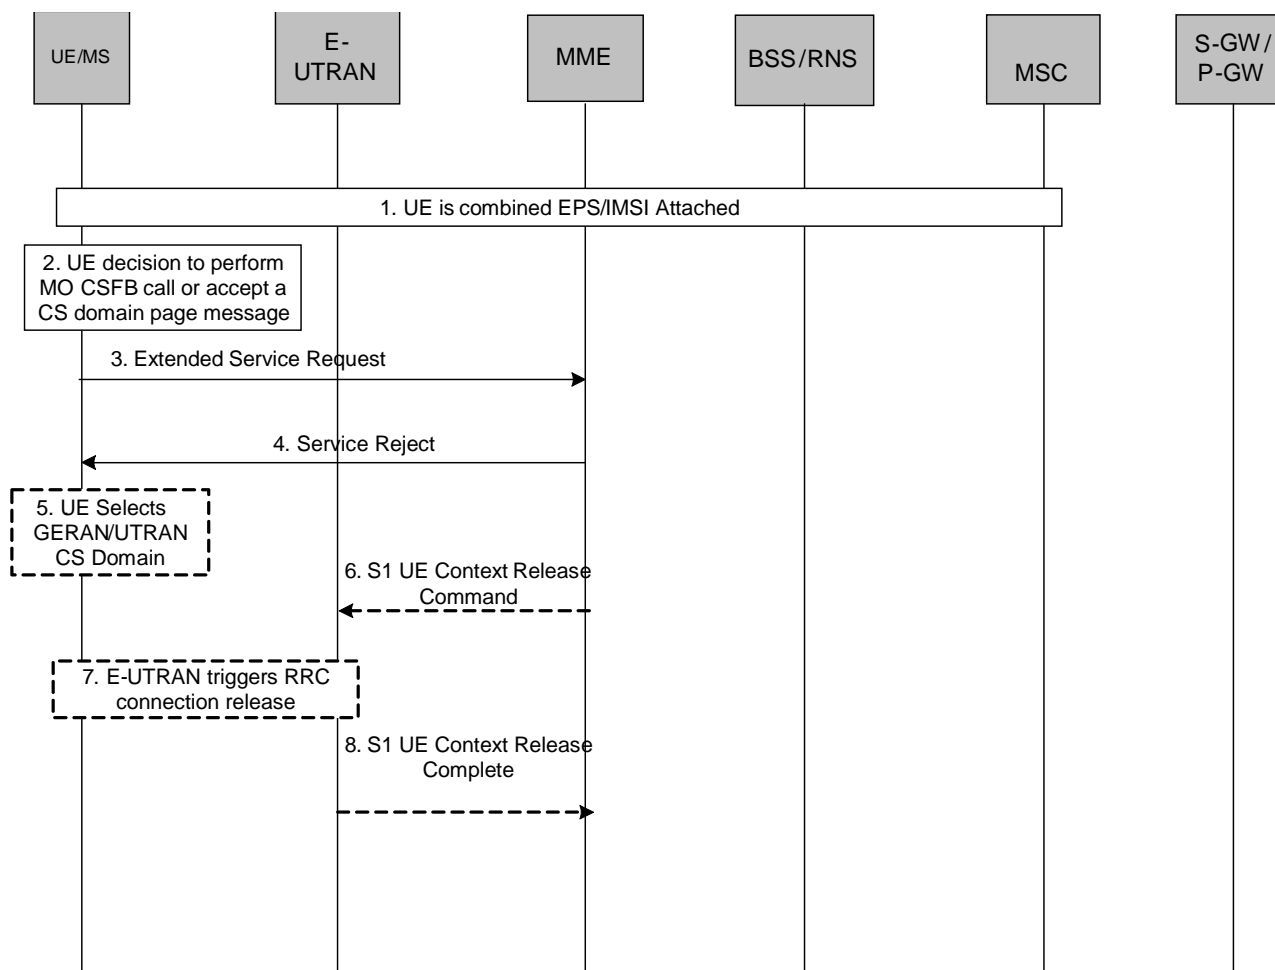 UE/MS
E-
UTRAN
MME
BSS/RNS
MSC
S-GW/
P-GW
1. UE is combined EPS/IMSI Attached
2. UE decision to perform
MO CSFB call or accept a
CS domain page message
3. Extended Service Request
4. Service Reject
5. UE Selects
GERAN/UTRAN
CS Domain
6. S1 UE Context Release
Command
7. E-UTRAN triggers RRC
connection release
8. S1 UE Context Release
Complete